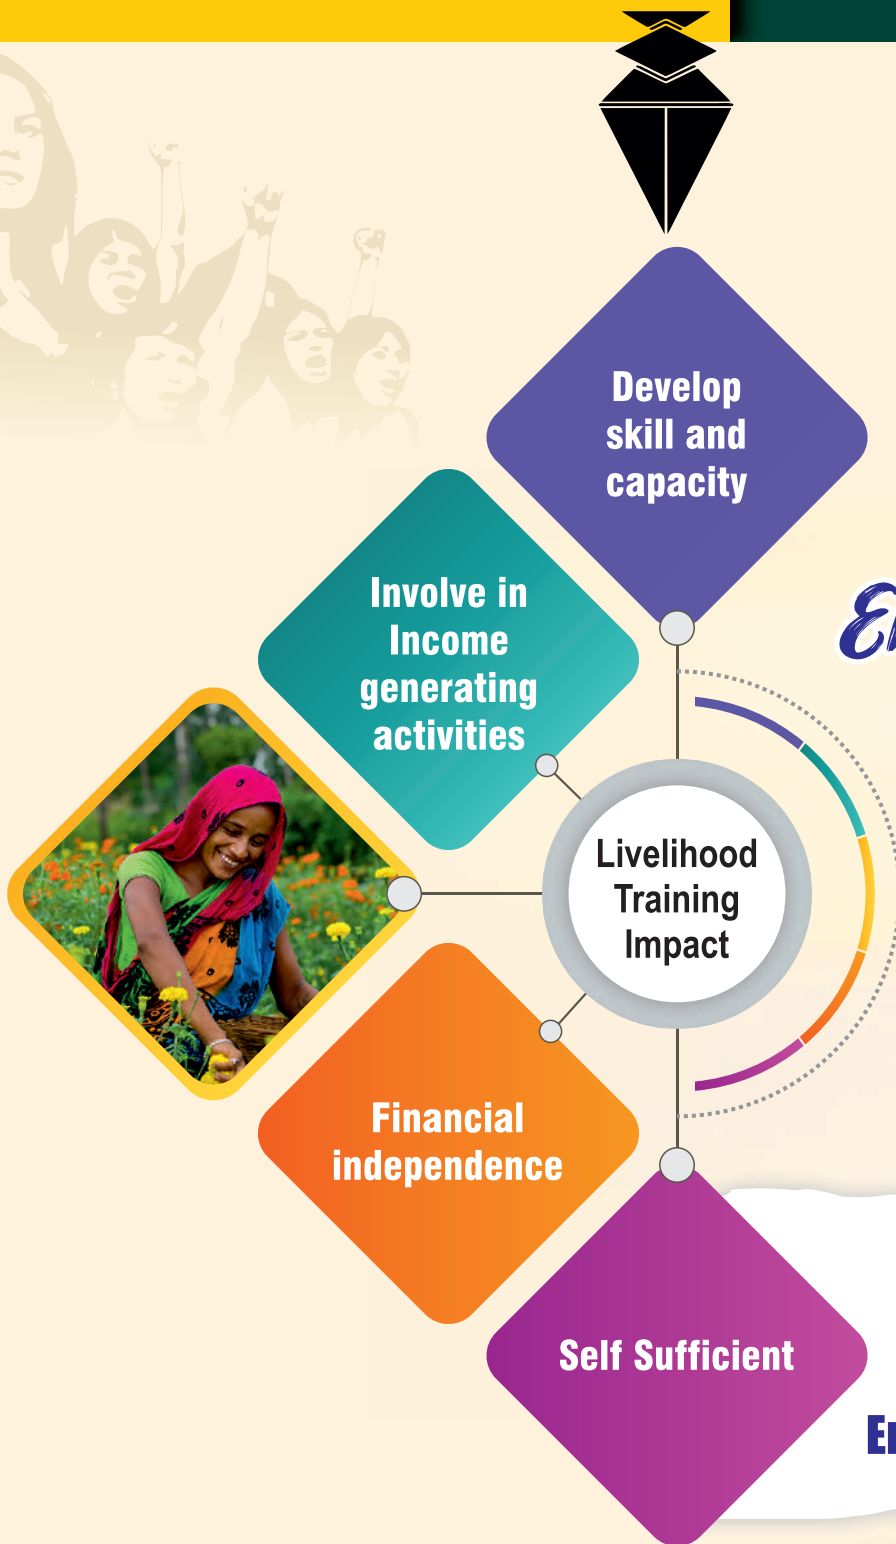 Develop
skill and
capacity
Involve in
Income
generating
activities
Livelihood
Training
Impact
Financial
independence
Self Sufficient